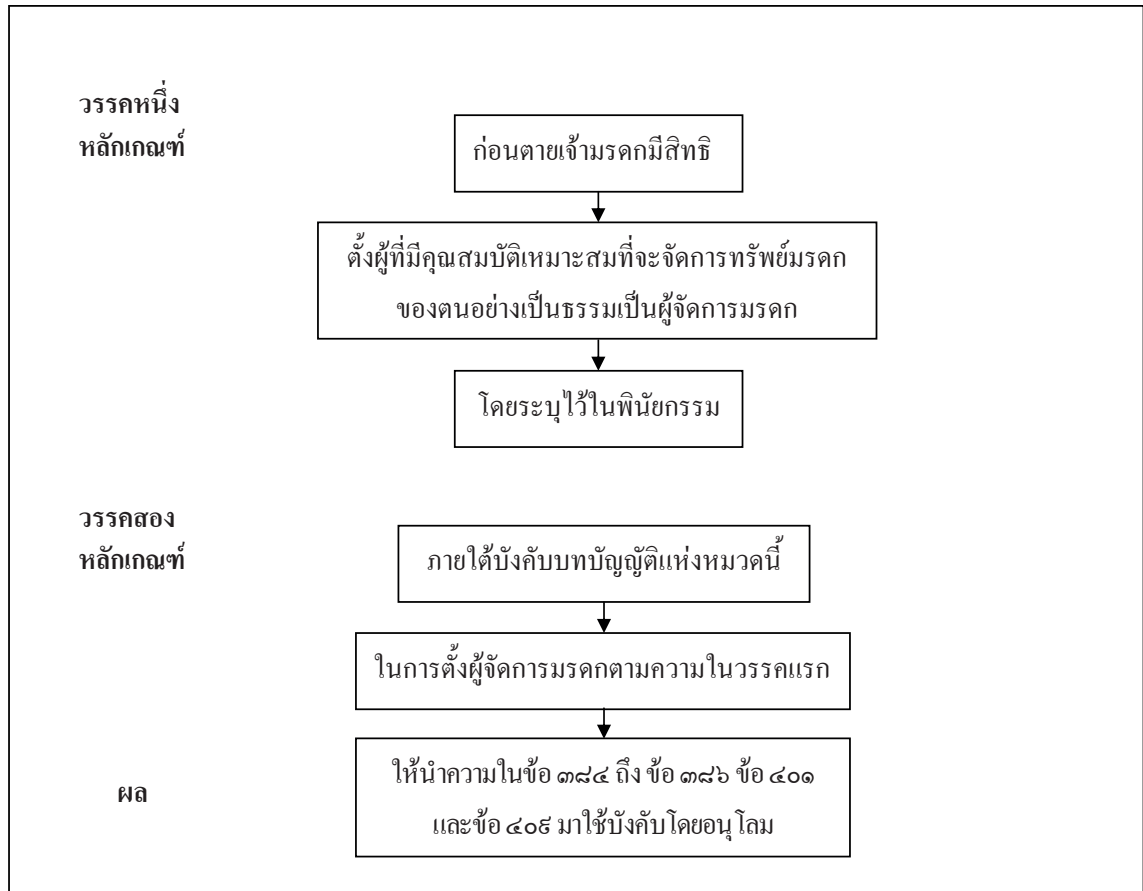 วรรคหนึ่ง
หลักเกณฑ์
ก่อนตายเจ้ามรดกมีสิทธิ
ตั้งผู้ที่มีคุณสมบัติเหมาะสมที่จะจัดการทรัพย์มรดก
ของตนอย่างเป็นธรรมเป็นผู้จัดการมรดก
โดยระบุไว้ในพินัยกรรม
วรรคสอง
หลักเกณฑ์
ภายใต้บังคับบทบัญญัติแห่งหมวดนี้
ในการตั้งผู้จัดการมรดกตามความในวรรคแรก
ผล
ให้นำความในข้อ ๓๘๔ ถึง ข้อ ๓๘๖ ข้อ ๔๐๑
และข้อ ๔๐๙ มาใช้บังคับโดยอนุโลม